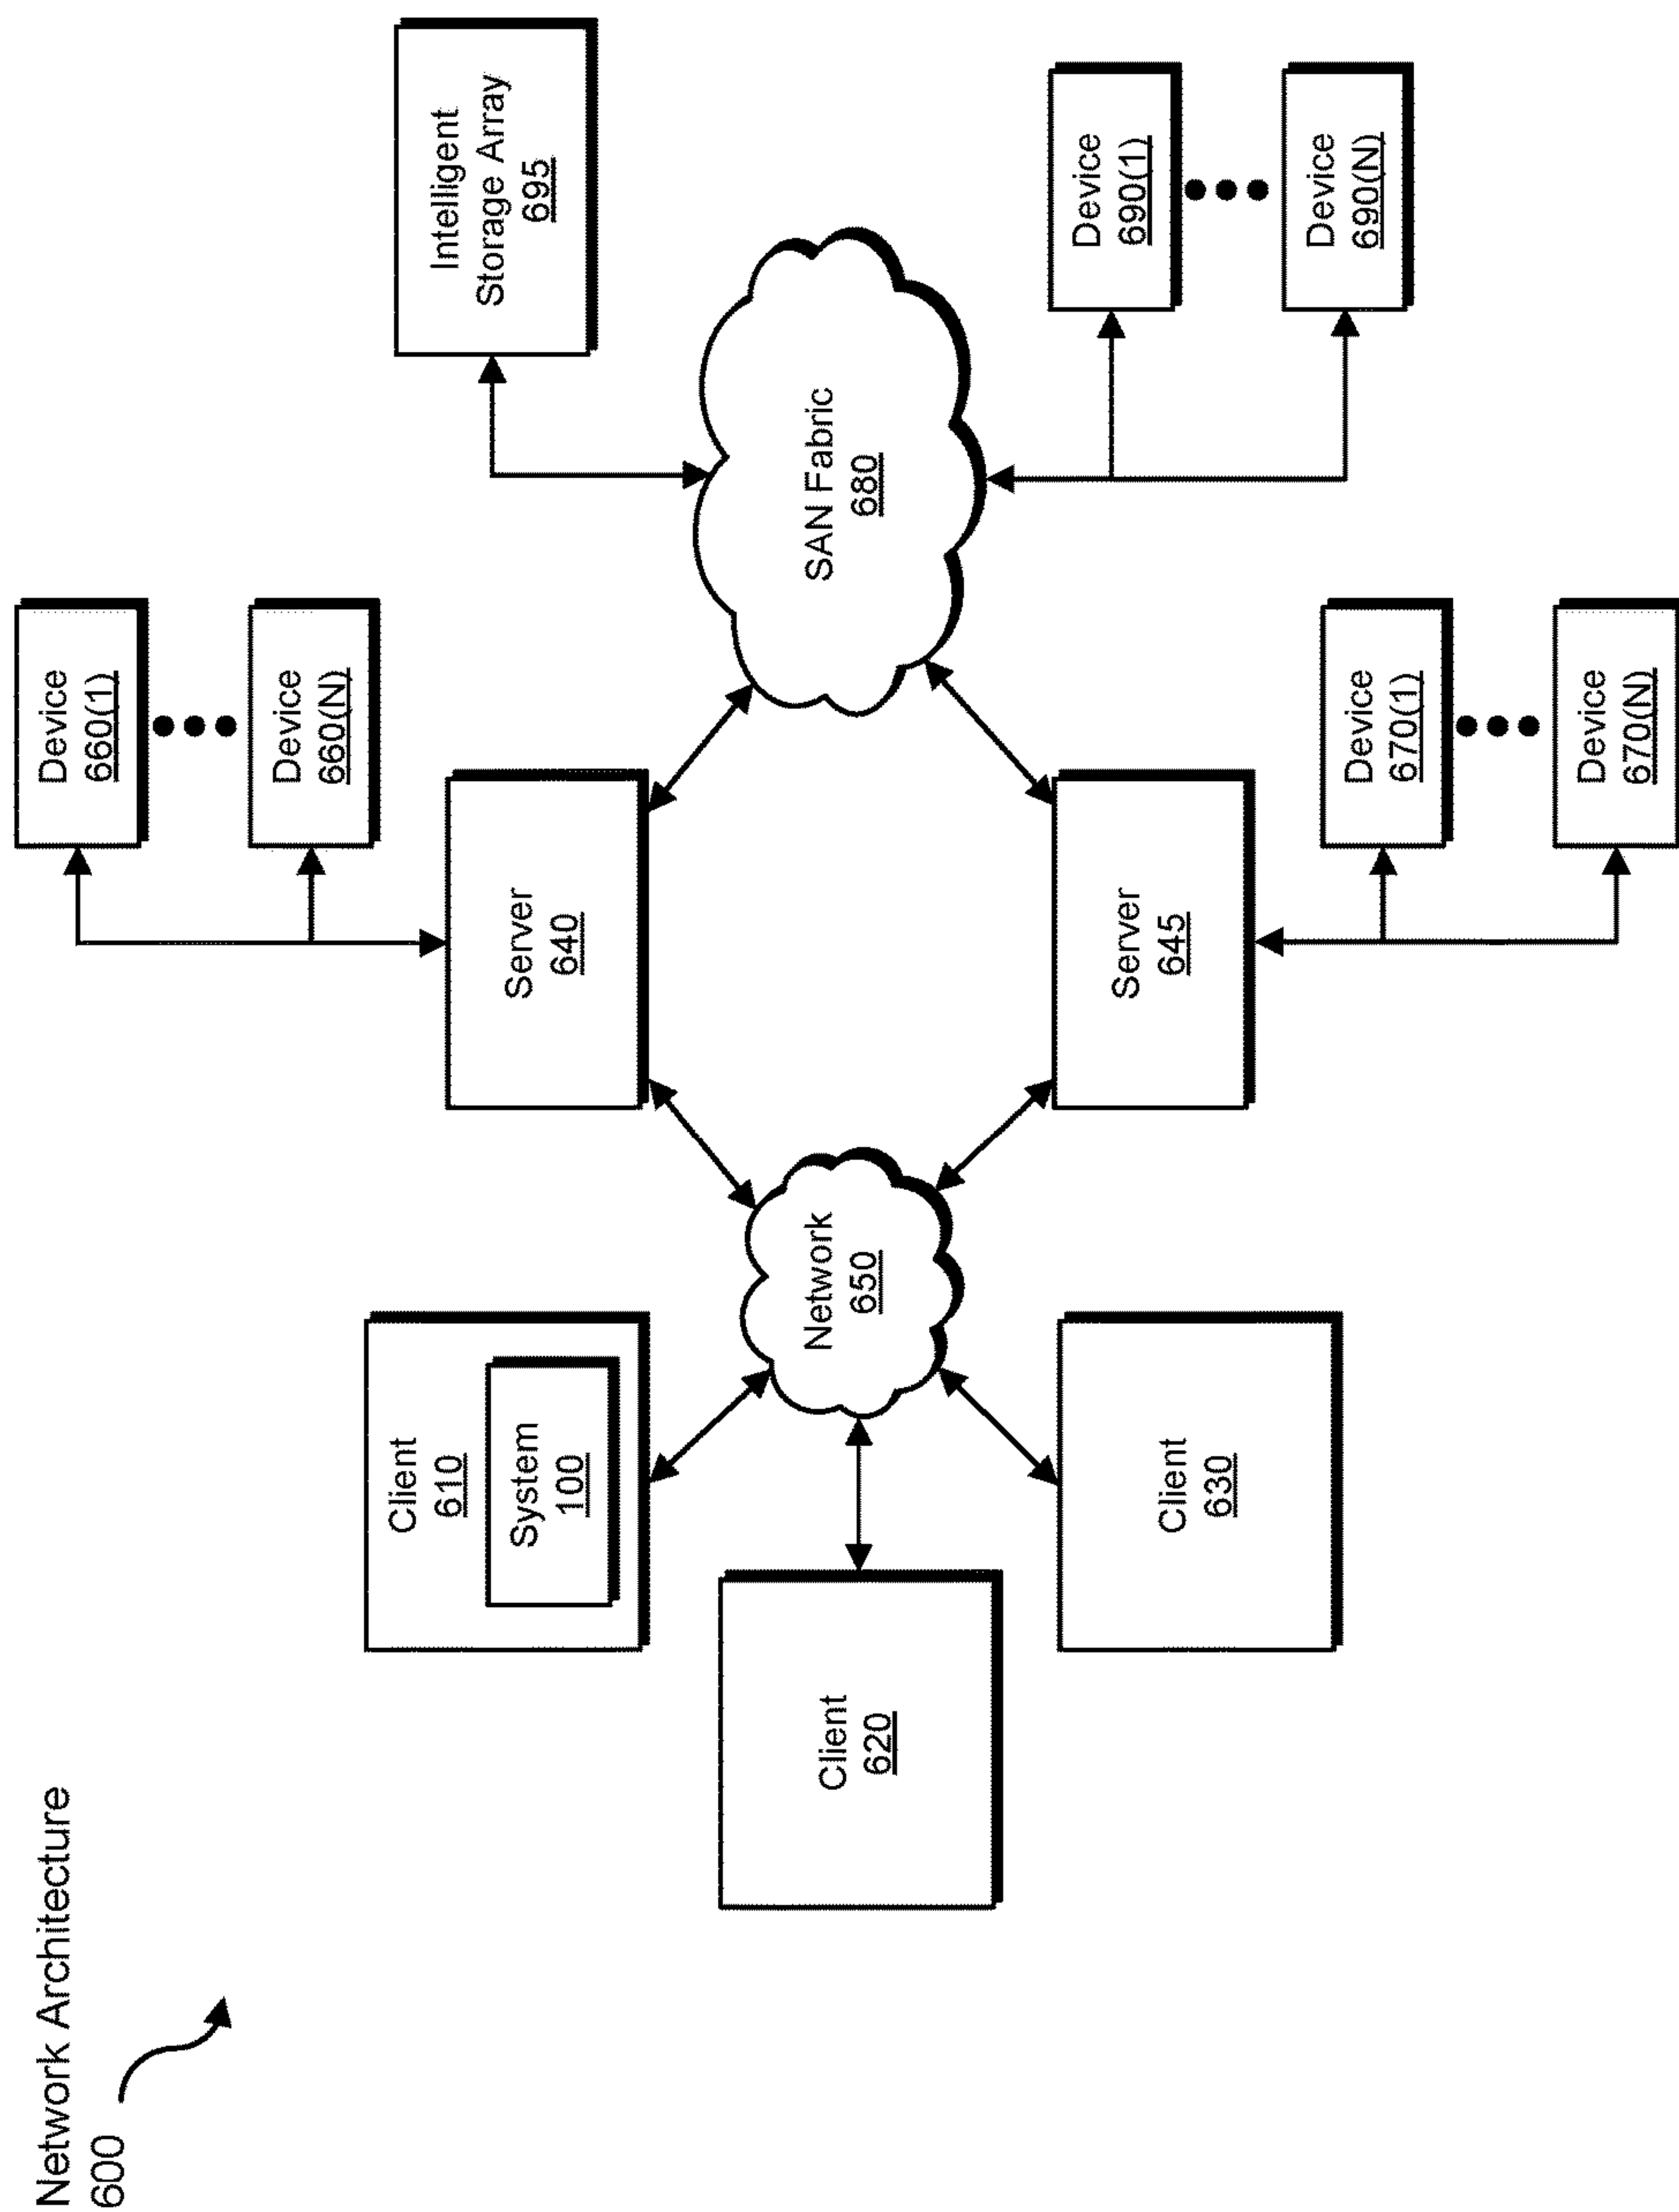 Network Architecture
600
Client
610
System
100
Client
620
Client
630
Network
650
Server
640
Server
645
Device
660(1)
Device
660(N)
Device
670(1)
Device
670(N)
SAN Fabric
680
Intelligent
Storage Array
695
Device
690(1)
Device
690(N)